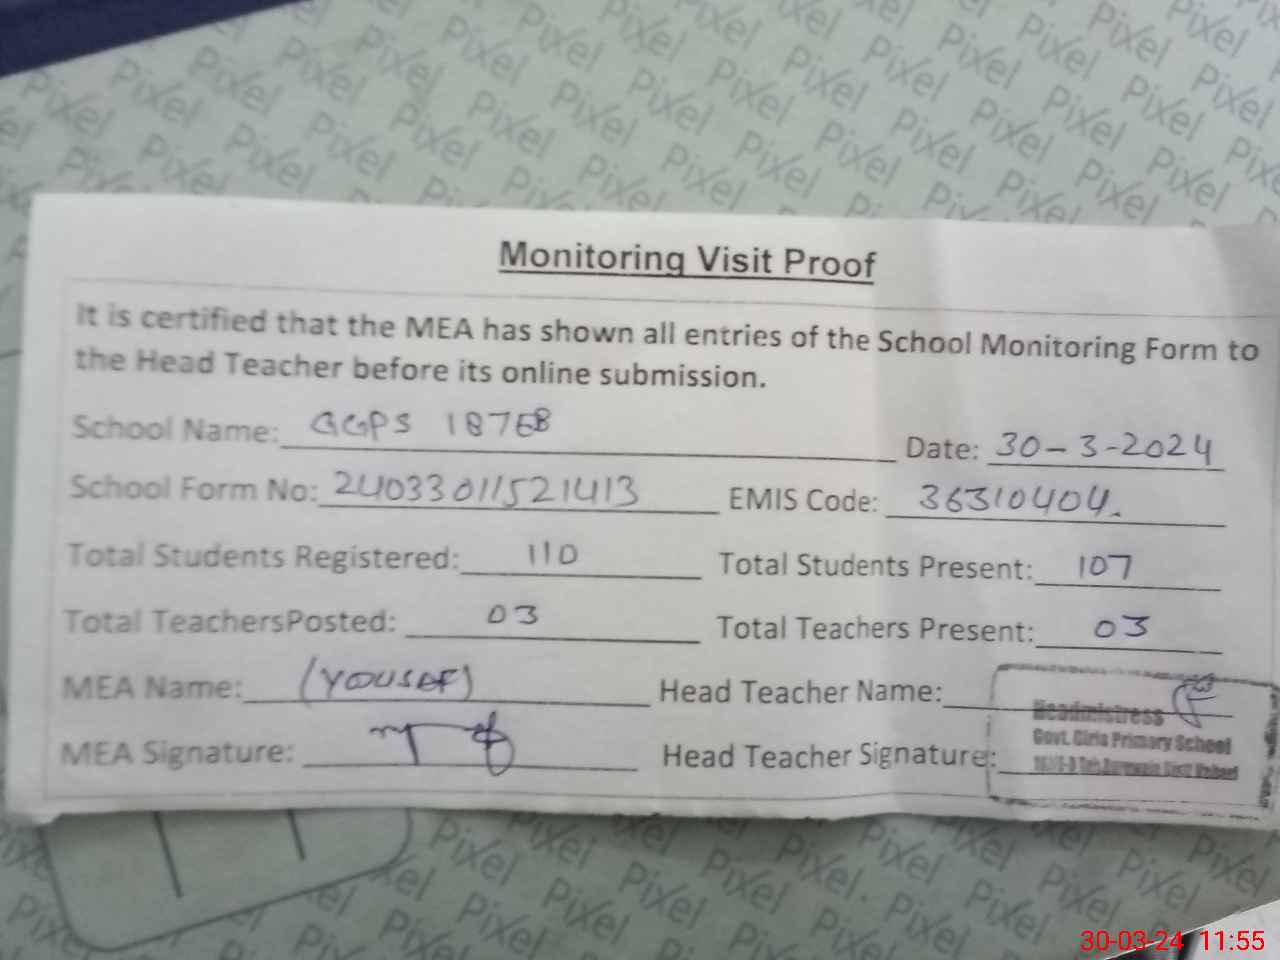 Monitoring Visit Proof
It is certified that the MEA has shown all entries of the School Monitoring Form to
the Head Teacher before its online submission.
School Name: GGPS 187EB Date: 30-3-2024
School Form No: 24033011521413 EMIS Code: 36310404.
Total Students Registered: 110 Total Students Present: 107
Total TeachersPosted: 03 Total Teachers Present: 03
MEA Name: (YOUSAF) Head Teacher Name:
MEA Signature: Head Teacher Signature:
Headmistress
Govt. Girls Primary School
Pixel
30-03-24 11:55